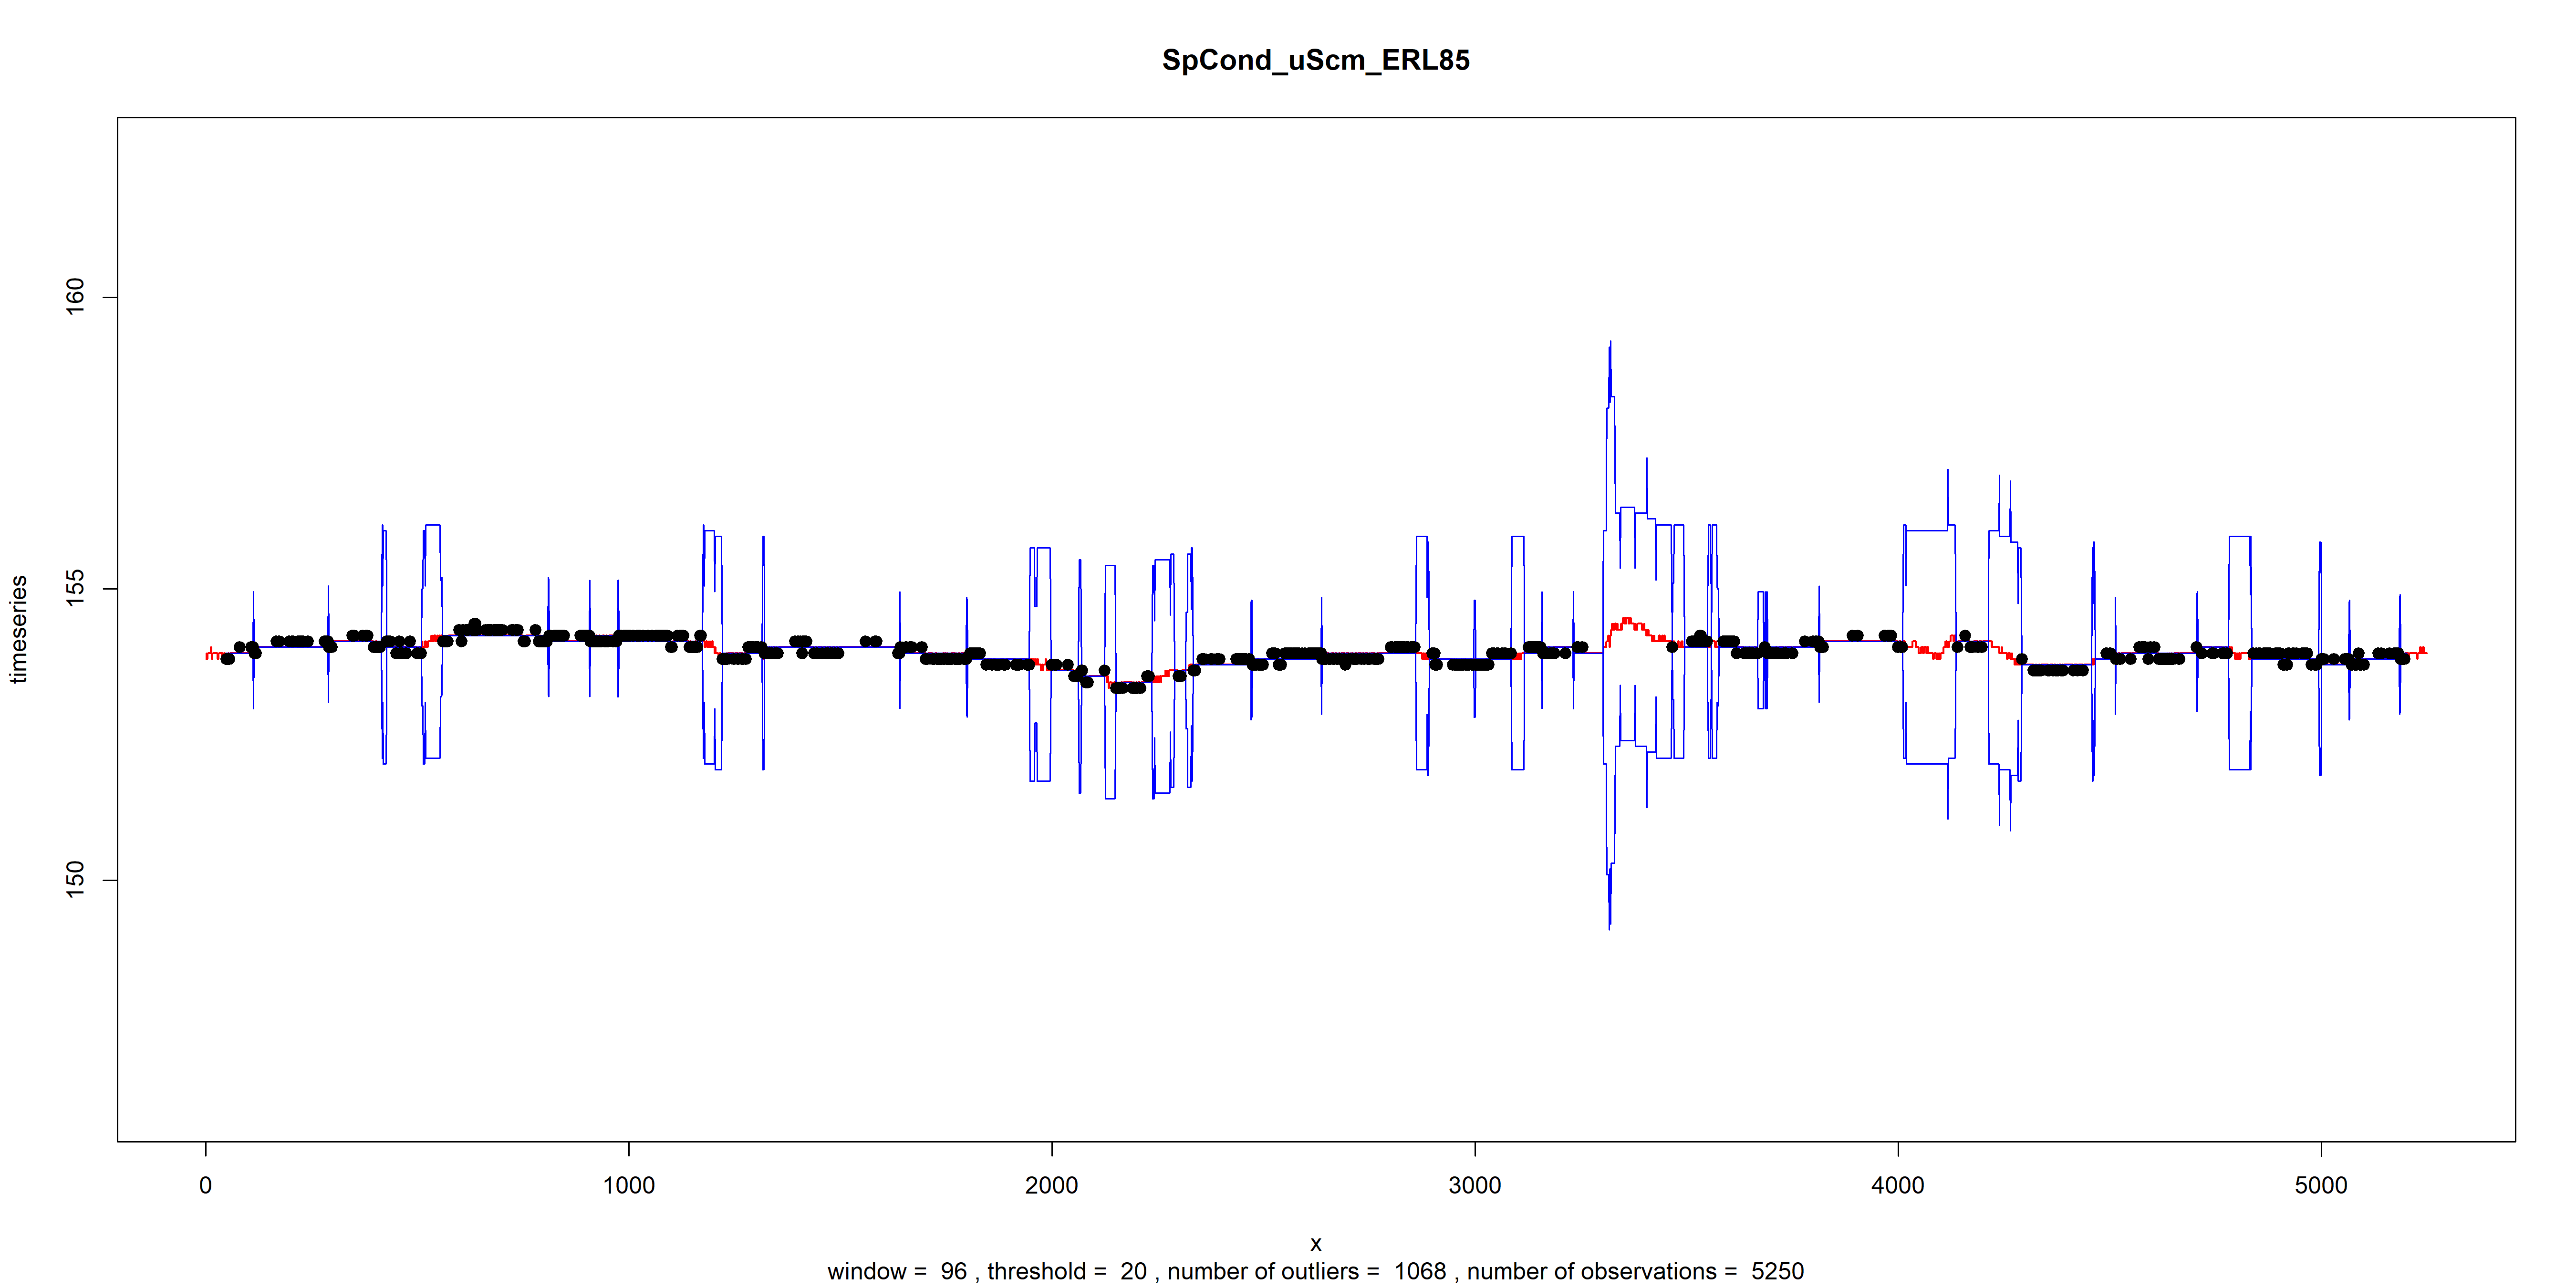 SpCond_uScm_ERL85
timeseries
160
155
150
0 1000 2000 3000 4000 5000
x
window =  96 , threshold =  20 , number of outliers =  1068 , number of observations =  5250